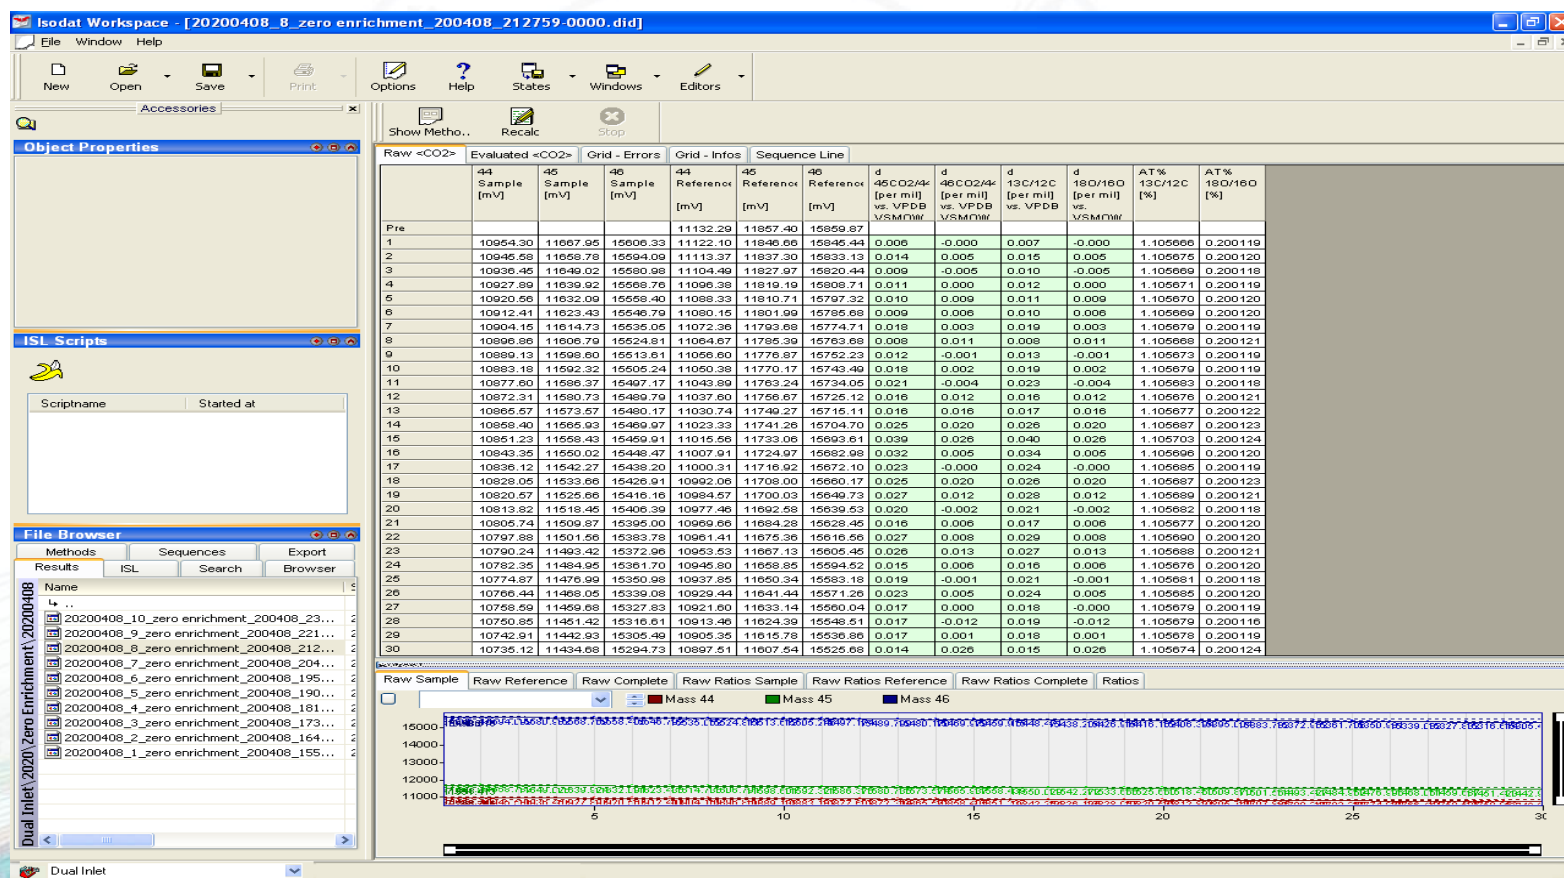 Isodat Workspace - [20200408_8_zero enrichment_200408_212759-0000.did]
File Window Help
New Open Save Print Options Help States Windows Editors
Accessories
Show Metho.. Recalc Stop
Object Properties
ISL Scripts
Scriptname Started at
File Browser
Methods Sequences Export
Results ISL Search Browser
Dual Inlet\2020\Zero Enrichment\20200408
Name
..
20200408_10_zero enrichment_200408_23...
20200408_9_zero enrichment_200408_221...
20200408_8_zero enrichment_200408_212...
20200408_7_zero enrichment_200408_204...
20200408_6_zero enrichment_200408_195...
20200408_5_zero enrichment_200408_190...
20200408_4_zero enrichment_200408_181...
20200408_3_zero enrichment_200408_173...
20200408_2_zero enrichment_200408_164...
20200408_1_zero enrichment_200408_155...
Dual Inlet
Raw <CO2> Evaluated <CO2> Grid - Errors Grid - Infos Sequence Line
44 45 46 44 45 46 d d d d AT% AT%
Sample Sample Sample Reference Reference Reference 45CO2/44 46CO2/44 13C/12C 18O/16O 13C/12C 18O/16O
[mV] [mV] [mV] [per mil] [per mil] [per mil] [per mil] [%] [%]
[mV] [mV] [mV] vs. VPDB vs. VPDB vs. VPDB vs.
Pre 11132.29 11857.40 15859.87
1 10954.30 11667.95 15606.33 11122.10 11846.66 15845.44 0.006 -0.000 0.007 -0.000 1.105666 0.200119
2 10945.58 11658.78 15594.09 11113.37 11837.30 15833.13 0.014 0.005 0.015 0.005 1.105675 0.200120
3 10936.45 11649.02 15580.98 11104.49 11827.97 15820.44 0.009 -0.005 0.010 -0.005 1.105669 0.200118
4 10927.89 11639.92 15568.76 11096.38 11819.19 15808.71 0.011 0.000 0.012 0.000 1.105671 0.200119
5 10920.56 11632.09 15558.40 11088.33 11810.71 15797.32 0.010 0.009 0.011 0.009 1.105670 0.200120
6 10912.41 11623.43 15546.79 11080.15 11801.99 15785.68 0.009 0.006 0.010 0.006 1.105669 0.200120
7 10904.15 11614.73 15535.05 11072.36 11793.68 15774.71 0.018 0.003 0.019 0.003 1.105679 0.200119
8 10896.86 11606.79 15524.81 11064.67 11785.39 15763.68 0.008 0.011 0.008 0.011 1.105668 0.200121
9 10889.13 11598.60 15513.61 11056.60 11776.87 15752.23 0.012 -0.001 0.013 -0.001 1.105673 0.200119
10 10883.18 11592.32 15505.24 11050.38 11770.17 15743.49 0.018 0.002 0.019 0.002 1.105679 0.200119
11 10877.60 11586.37 15497.17 11043.89 11763.24 15734.05 0.021 -0.004 0.023 -0.004 1.105683 0.200118
12 10872.31 11580.73 15489.79 11037.60 11756.67 15725.12 0.016 0.012 0.016 0.012 1.105676 0.200121
13 10865.57 11573.57 15480.17 11030.74 11749.27 15715.11 0.016 0.016 0.017 0.016 1.105677 0.200122
14 10858.40 11565.93 15469.97 11023.33 11741.26 15704.70 0.025 0.020 0.026 0.020 1.105687 0.200123
15 10851.23 11558.43 15459.91 11015.56 11733.06 15693.61 0.039 0.026 0.040 0.026 1.105703 0.200124
16 10843.35 11550.02 15448.47 11007.91 11724.97 15682.98 0.032 0.005 0.034 0.005 1.105696 0.200120
17 10836.12 11542.27 15438.20 11000.31 11716.92 15672.10 0.023 -0.000 0.024 -0.000 1.105685 0.200119
18 10828.05 11533.66 15426.91 10992.06 11708.00 15660.17 0.025 0.020 0.026 0.020 1.105687 0.200123
19 10820.57 11525.66 15416.16 10984.57 11700.03 15649.73 0.027 0.012 0.028 0.012 1.105689 0.200121
20 10813.82 11518.45 15406.39 10977.46 11692.58 15639.53 0.020 -0.002 0.021 -0.002 1.105682 0.200118
21 10805.74 11509.87 15395.00 10969.66 11684.28 15628.45 0.016 0.006 0.017 0.006 1.105677 0.200120
22 10797.88 11501.56 15383.78 10961.41 11675.36 15616.56 0.027 0.008 0.029 0.008 1.105690 0.200120
23 10790.24 11493.42 15372.96 10953.53 11667.13 15605.45 0.026 0.013 0.027 0.013 1.105688 0.200121
24 10782.35 11484.95 15361.70 10945.80 11658.85 15594.52 0.015 0.006 0.016 0.006 1.105676 0.200120
25 10774.87 11476.99 15350.98 10937.85 11650.34 15583.18 0.019 -0.001 0.021 -0.001 1.105681 0.200118
26 10766.44 11468.05 15339.08 10929.44 11641.44 15571.26 0.023 0.005 0.024 0.005 1.105685 0.200120
27 10758.59 11459.68 15327.83 10921.60 11633.14 15560.04 0.017 0.000 0.018 -0.000 1.105679 0.200119
28 10750.85 11451.42 15316.61 10913.46 11624.39 15548.51 0.017 -0.012 0.019 -0.012 1.105679 0.200116
29 10742.91 11442.93 15305.49 10905.35 11615.78 15536.86 0.017 0.001 0.018 0.001 1.105678 0.200119
30 10735.12 11434.68 15294.73 10897.51 11607.54 15525.68 0.014 0.026 0.015 0.026 1.105674 0.200124
Raw Sample Raw Reference Raw Complete Raw Ratios Sample Raw Ratios Reference Raw Ratios Complete Ratios
Mass 44 Mass 45 Mass 46
15000
14000
13000
12000
11000
5 10 15 20 25